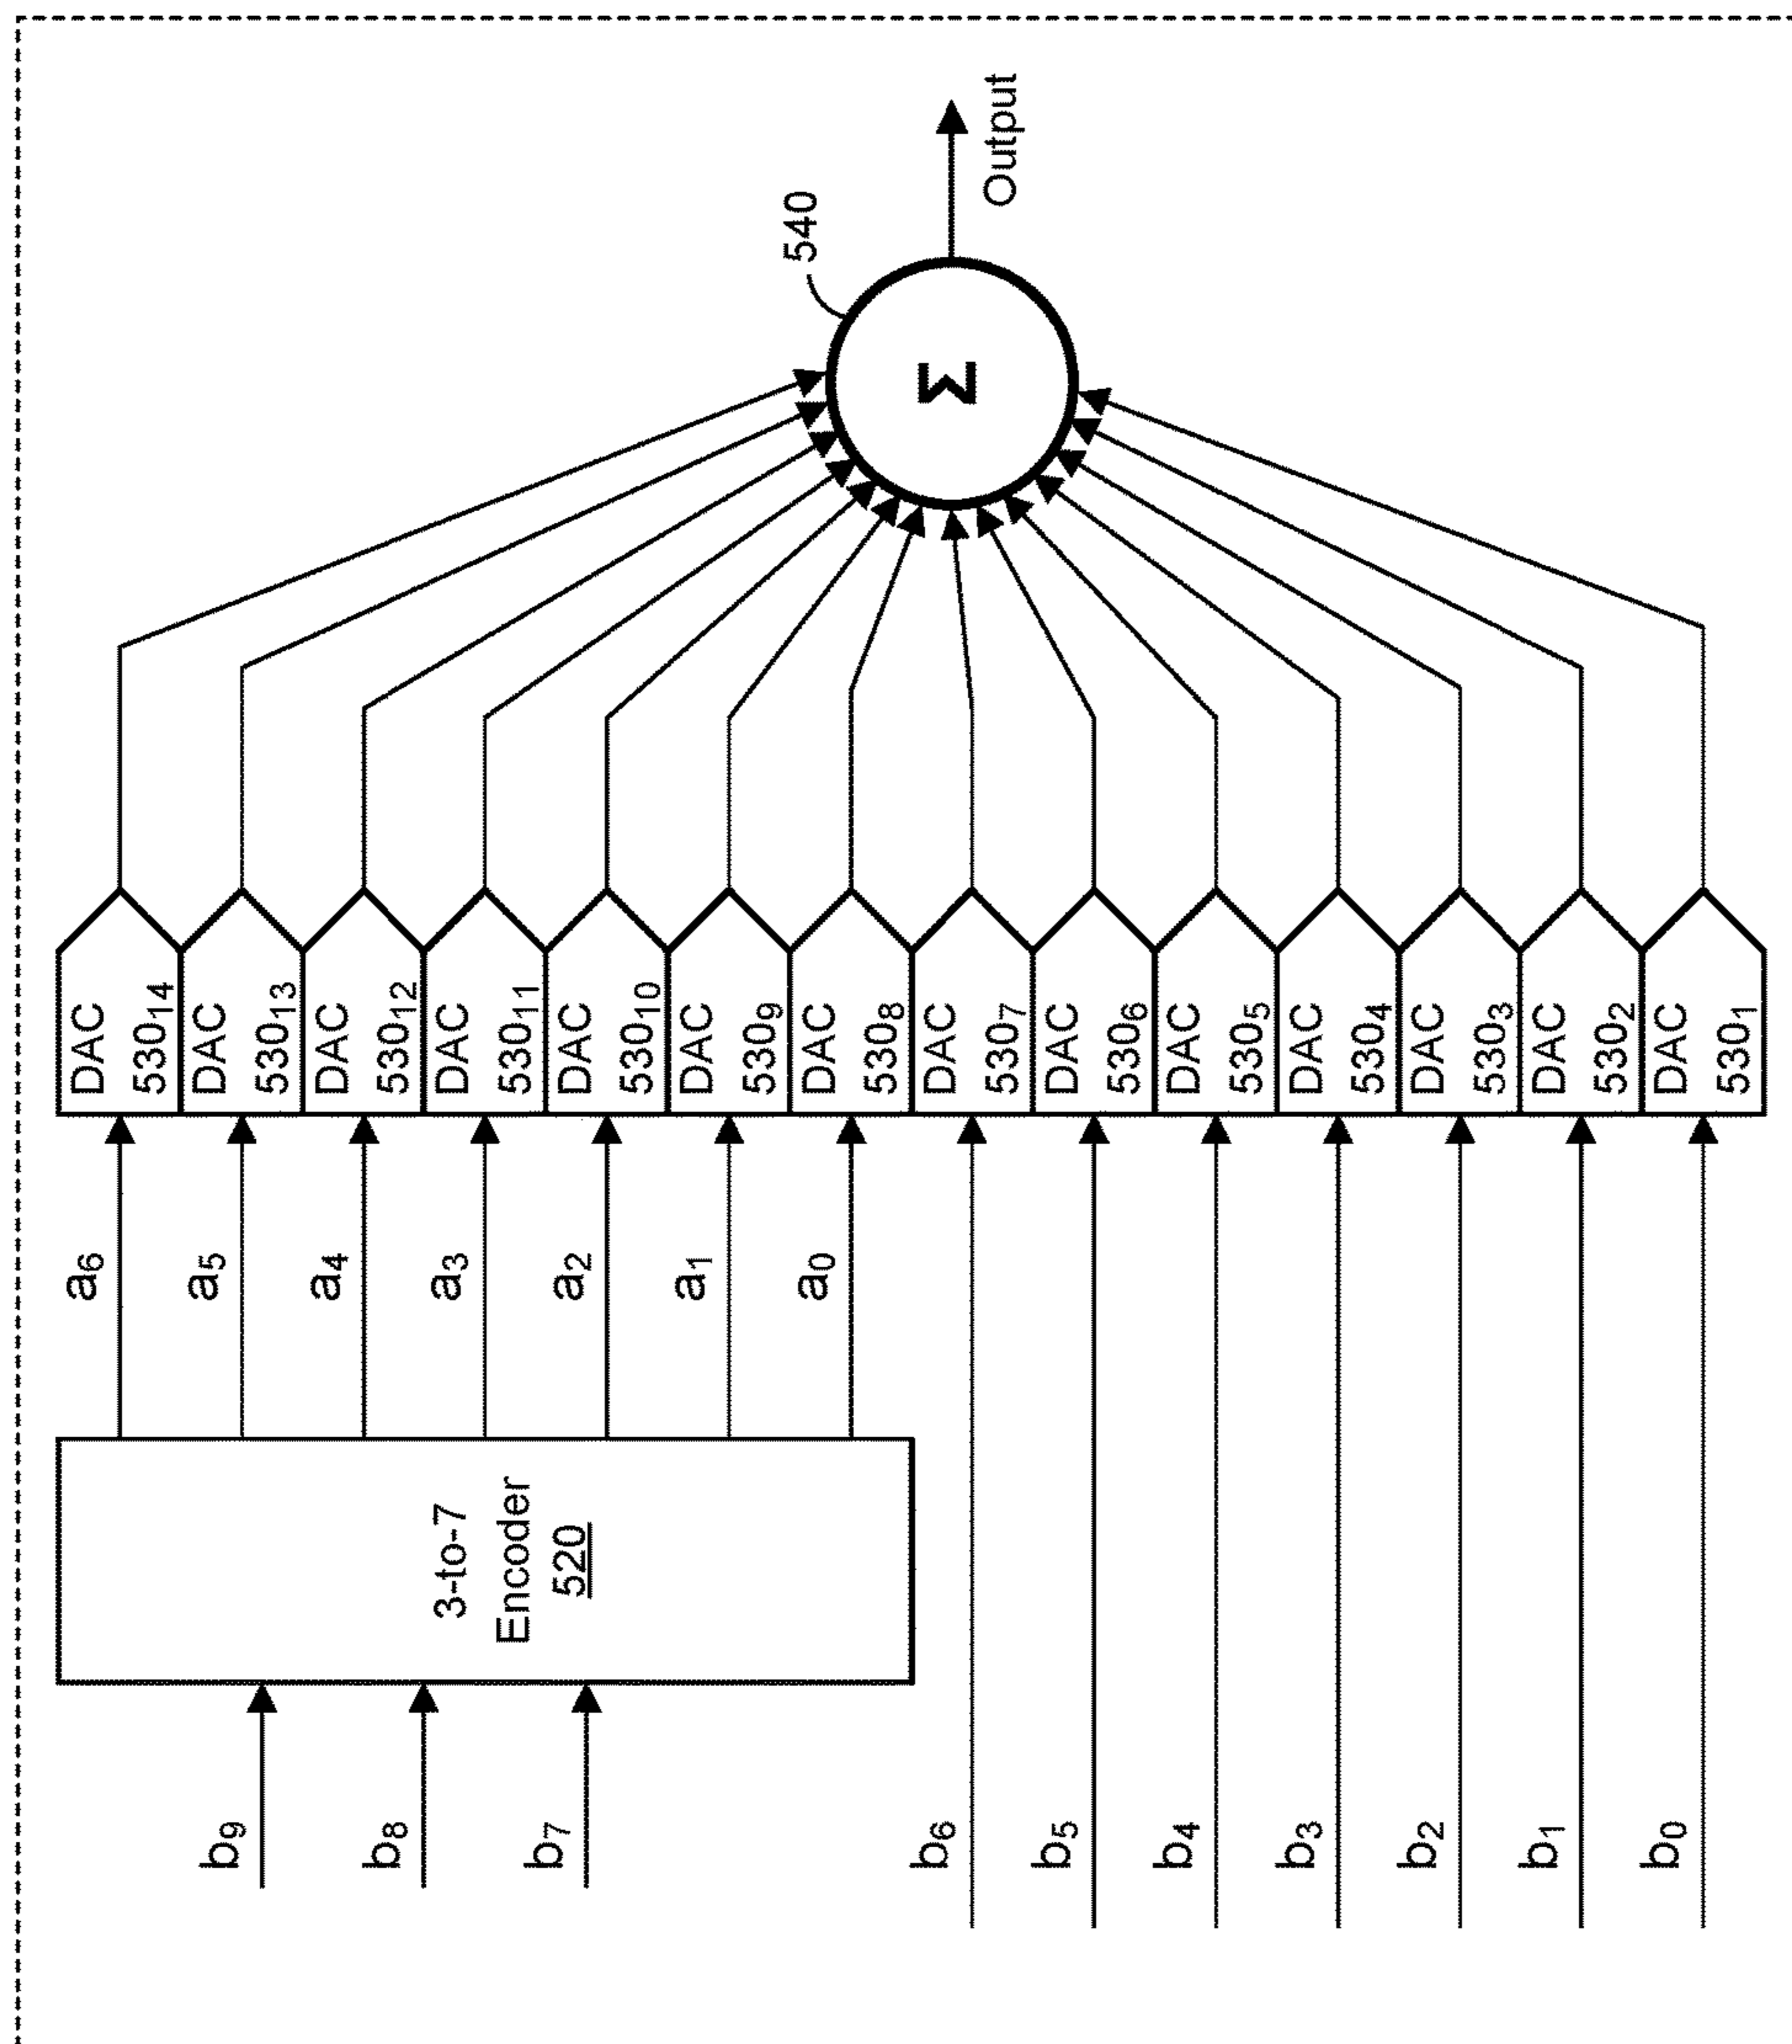 b₉
b₈
b₇
b₆
b₅
b₄
b₃
b₂
b₁
b₀
3-to-7
Encoder
520
a₆
a₅
a₄
a₃
a₂
a₁
a₀
DAC
530₁₄
DAC
530₁₃
DAC
530₁₂
DAC
530₁₁
DAC
530₁₀
DAC
530₉
DAC
530₈
DAC
530₇
DAC
530₆
DAC
530₅
DAC
530₄
DAC
530₃
DAC
530₂
DAC
530₁
540
Σ
Output